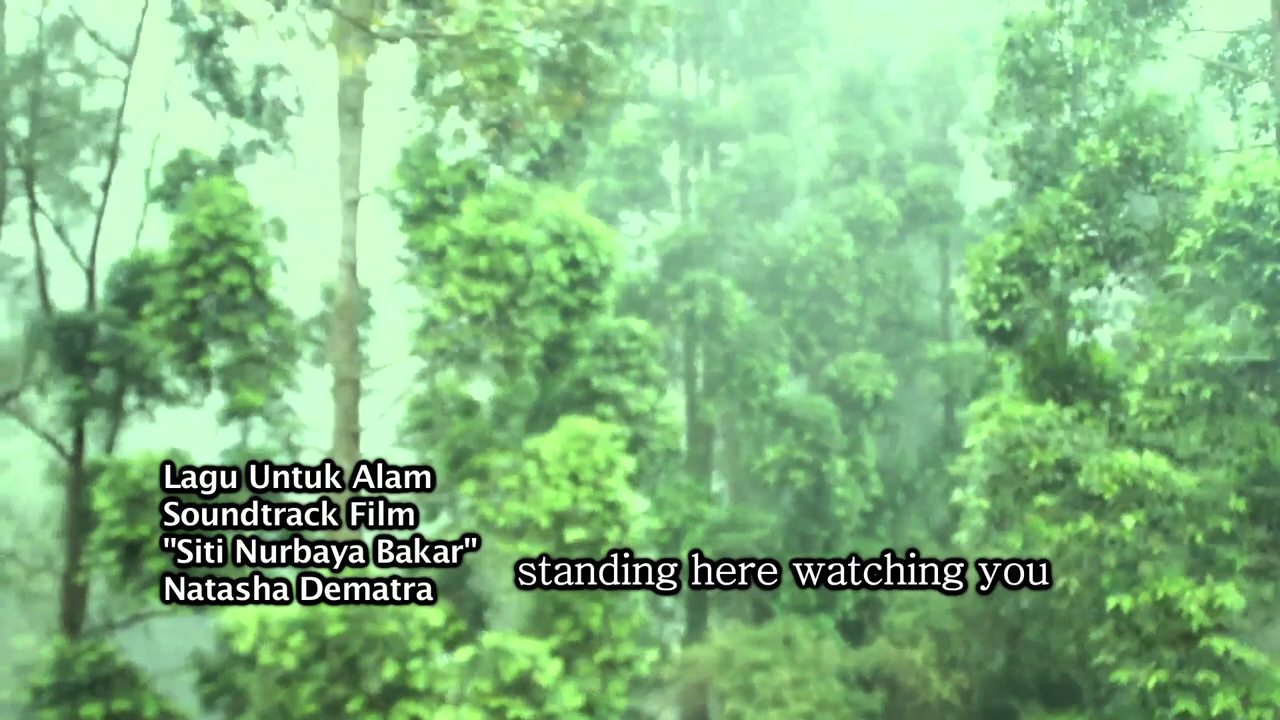 Lagu Untuk Alam
Soundtrack Film
"Siti Nurbaya Bakar"
Natasha Dematra
standing here watching you